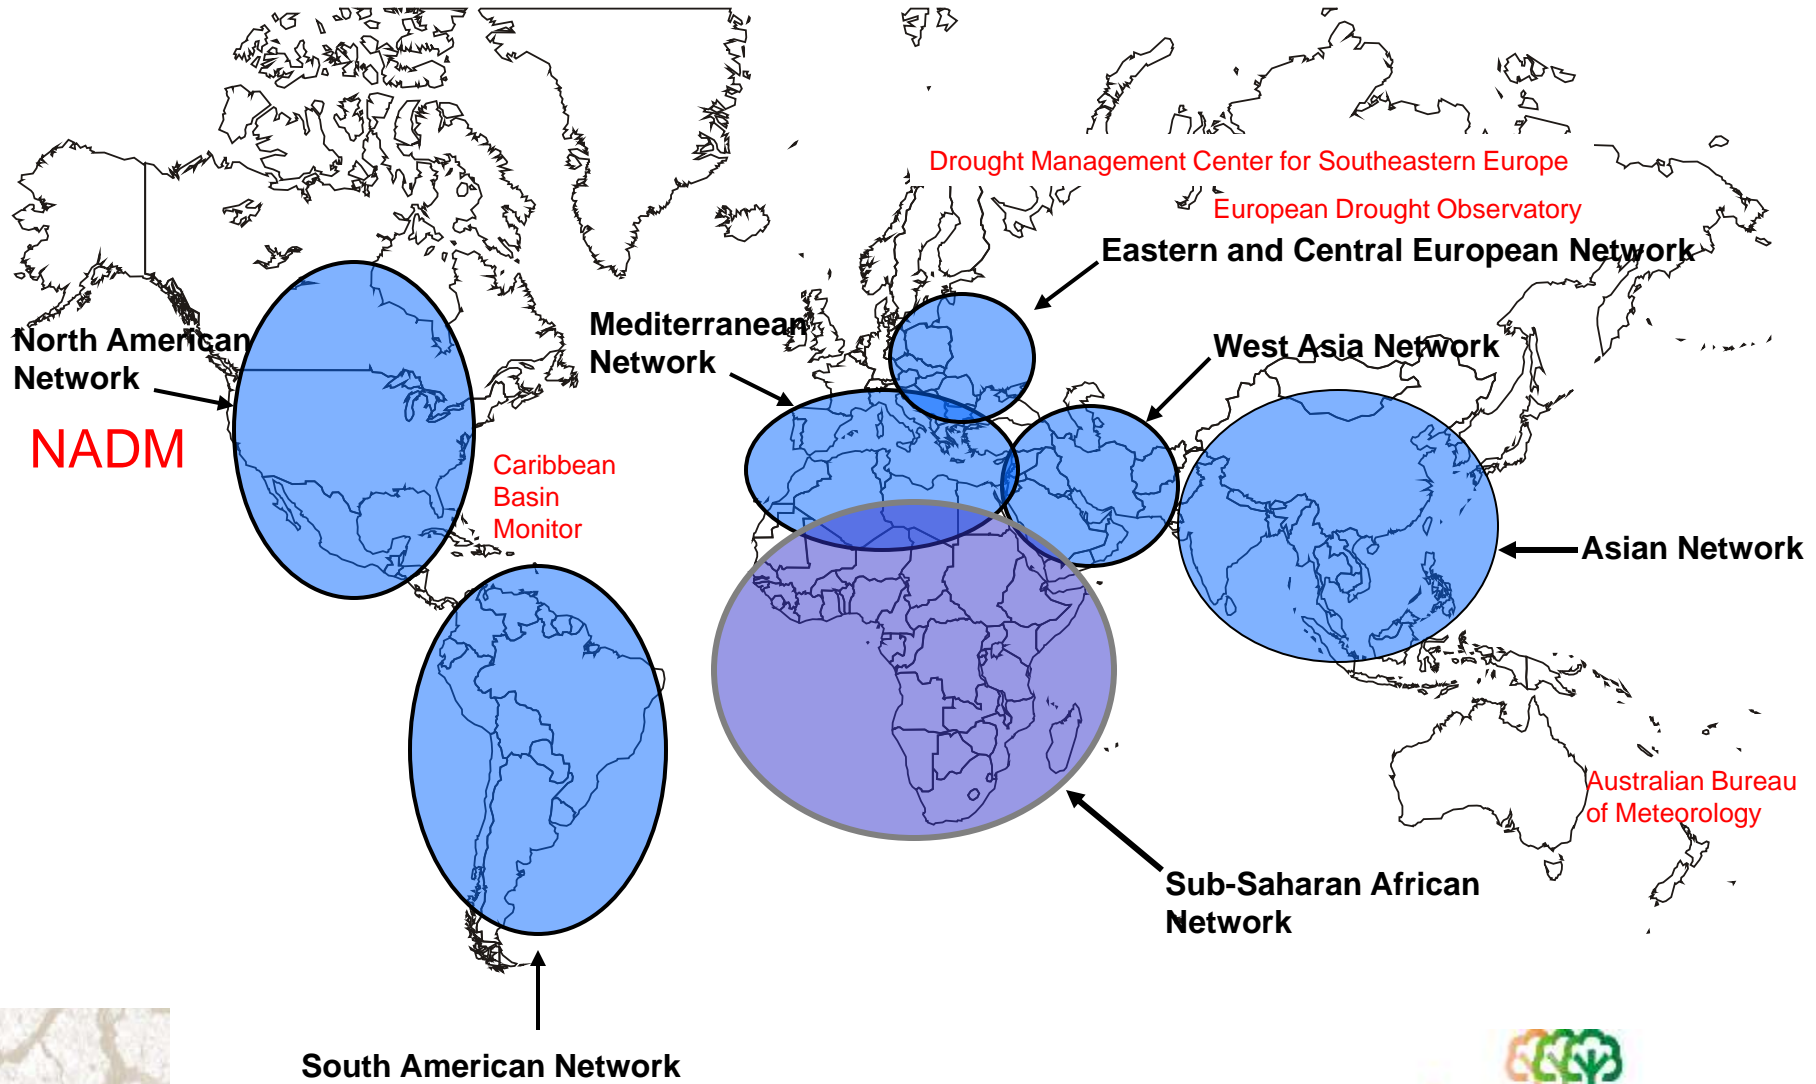 Drought Management Center for Southeastern Europe
European Drought Observatory
Eastern and Central European Network
North American
Network
NADM
Mediterranean
Network
West Asia Network
Caribbean
Basin
Monitor
Asian Network
Australian Bureau
of Meteorology
Sub-Saharan African
Network
South American Network